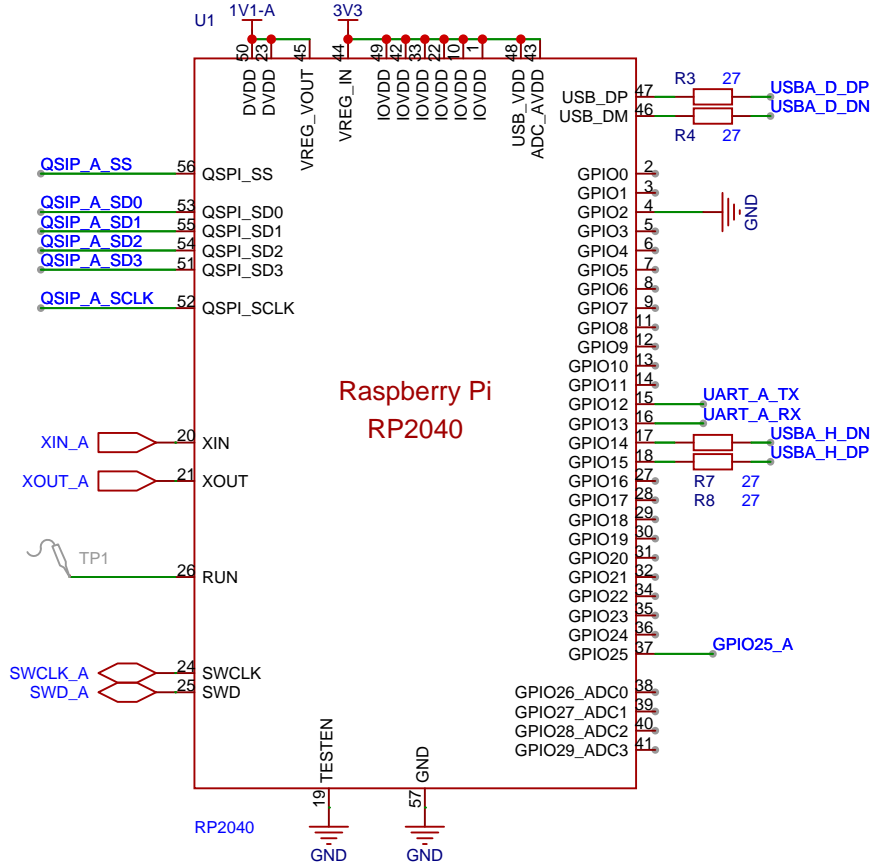 U1
1V1-A
3V3
50
23
45
44
49
42
33
22
10
1
48
43
DVDD
DVDD
VREG_VOUT
VREG_IN
IOVDD
IOVDD
IOVDD
IOVDD
IOVDD
IOVDD
USB_VDD
ADC_AVDD
USB_DP 47 R3 27 USBA_D_DP
USB_DM 46 R4 27 USBA_D_DN
QSIP_A_SS 56 QSPI_SS
QSIP_A_SD0 53 QSPI_SD0
QSIP_A_SD1 55 QSPI_SD1
QSIP_A_SD2 54 QSPI_SD2
QSIP_A_SD3 51 QSPI_SD3
QSIP_A_SCLK 52 QSPI_SCLK
XIN_A 20 XIN
XOUT_A 21 XOUT
TP1 26 RUN
SWCLK_A 24 SWCLK
SWD_A 25 SWD
Raspberry Pi
RP2040
GPIO0 2
GPIO1 3
GPIO2 4 GND
GPIO3 5
GPIO4 6
GPIO5 7
GPIO6 8
GPIO7 9
GPIO8 11
GPIO9 12
GPIO10 13
GPIO11 14
GPIO12 15 UART_A_TX
GPIO13 16 UART_A_RX
GPIO14 17 USBA_H_DN
GPIO15 18 USBA_H_DP
R7 27
R8 27
GPIO16 27
GPIO17 28
GPIO18 29
GPIO19 30
GPIO20 31
GPIO21 32
GPIO22 34
GPIO23 35
GPIO24 36
GPIO25 37 GPIO25_A
GPIO26_ADC0 38
GPIO27_ADC1 39
GPIO28_ADC2 40
GPIO29_ADC3 41
TESTEN
GND
19
57
RP2040
GND
GND